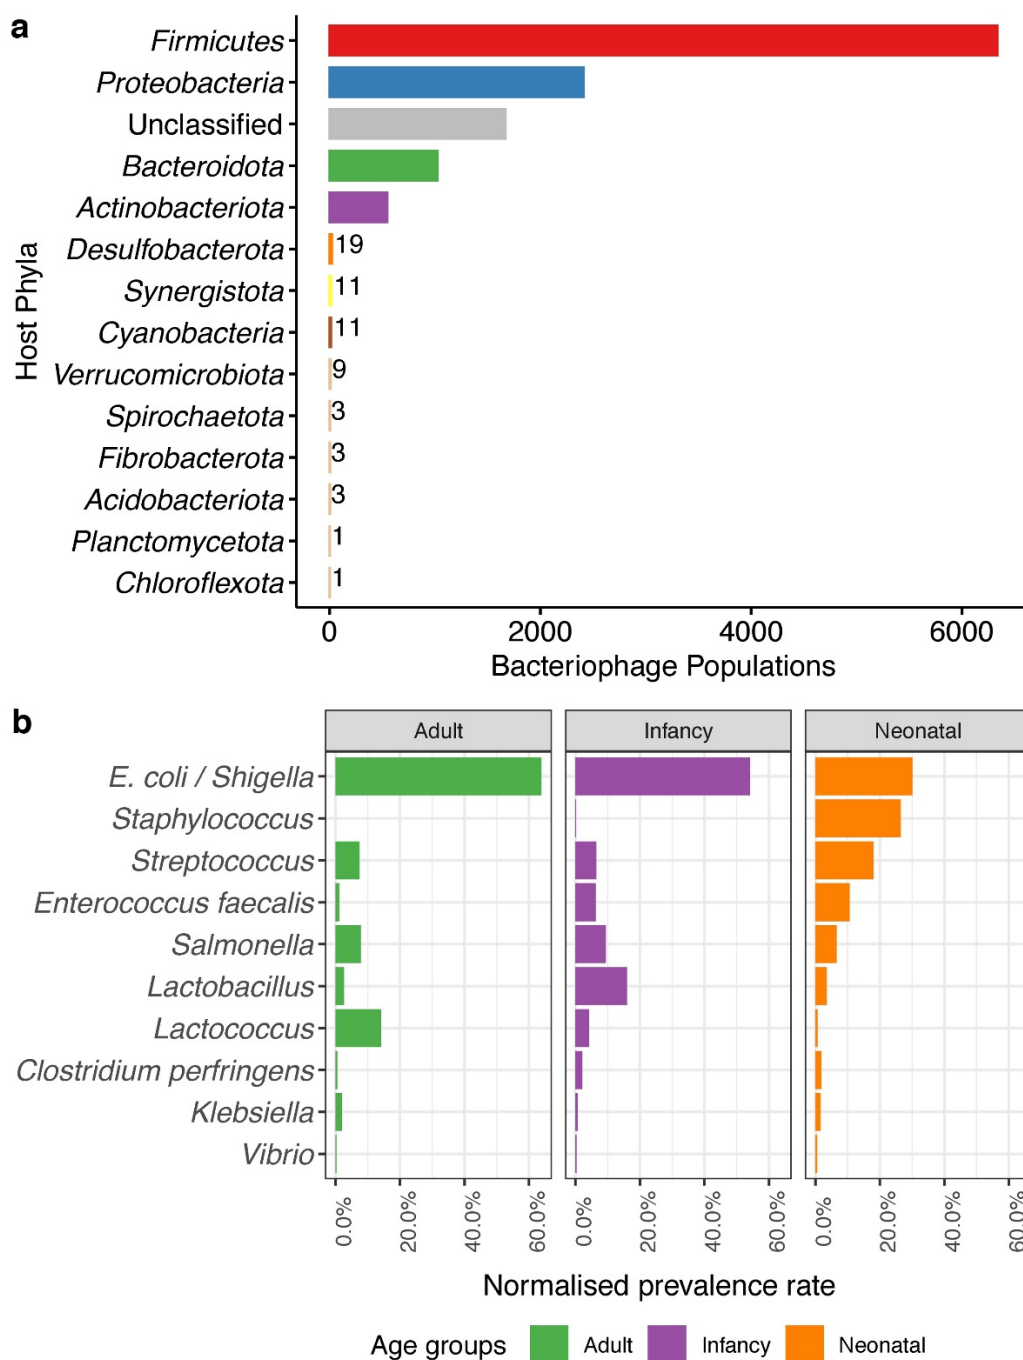 a
Host Phyla
Firmicutes
Proteobacteria
Unclassified
Bacteroidota
Actinobacteriota
Desulfobacterota 19
Synergistota 11
Cyanobacteria 11
Verrucomicrobiota 9
Spirochaetota 3
Fibrobacterota 3
Acidobacteriota 3
Planctomycetota 1
Chloroflexota 1
0 2000 4000 6000
Bacteriophage Populations
b
Adult Infancy Neonatal
E. coli / Shigella
Staphylococcus
Streptococcus
Enterococcus faecalis
Salmonella
Lactobacillus
Lactococcus
Clostridium perfringens
Klebsiella
Vibrio
0.0% 20.0% 40.0% 60.0% 0.0% 20.0% 40.0% 60.0% 0.0% 20.0% 40.0% 60.0%
Normalised prevalence rate
Age groups Adult Infancy Neonatal